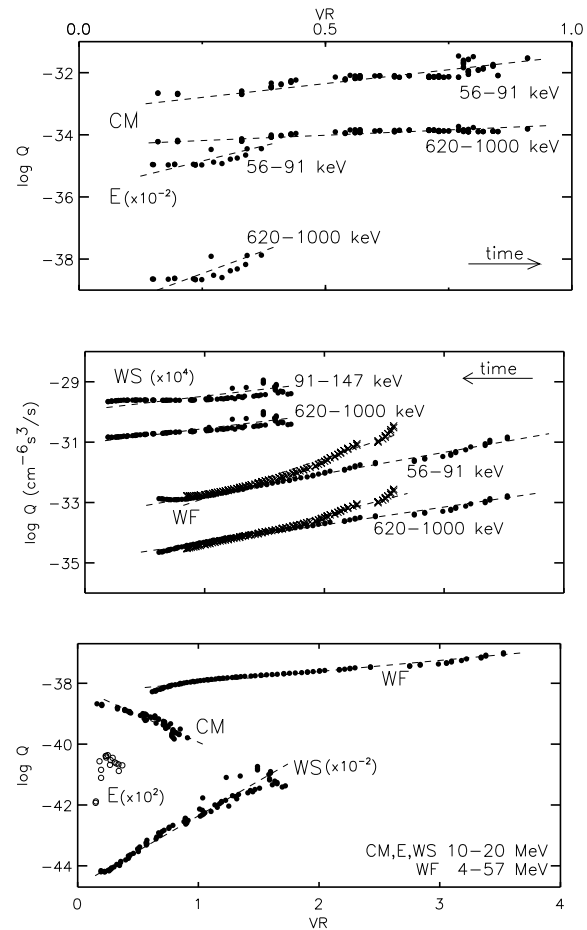 VR
0.0 0.5 1.0
log Q
−32
−34
−36
−38
CM
56−91 keV
620−1000 keV
E(x10⁻²)
56−91 keV
620−1000 keV
time
log Q (cm⁻⁶s³/s)
−29
−31
−33
−35
WS (x10⁴)
91−147 keV
620−1000 keV
time
WF
56−91 keV
620−1000 keV
log Q
−38
−40
−42
−44
WF
CM
E(x10²)
WS(x10⁻²)
CM,E,WS 10−20 MeV
WF 4−57 MeV
0 1 2 3 4
VR